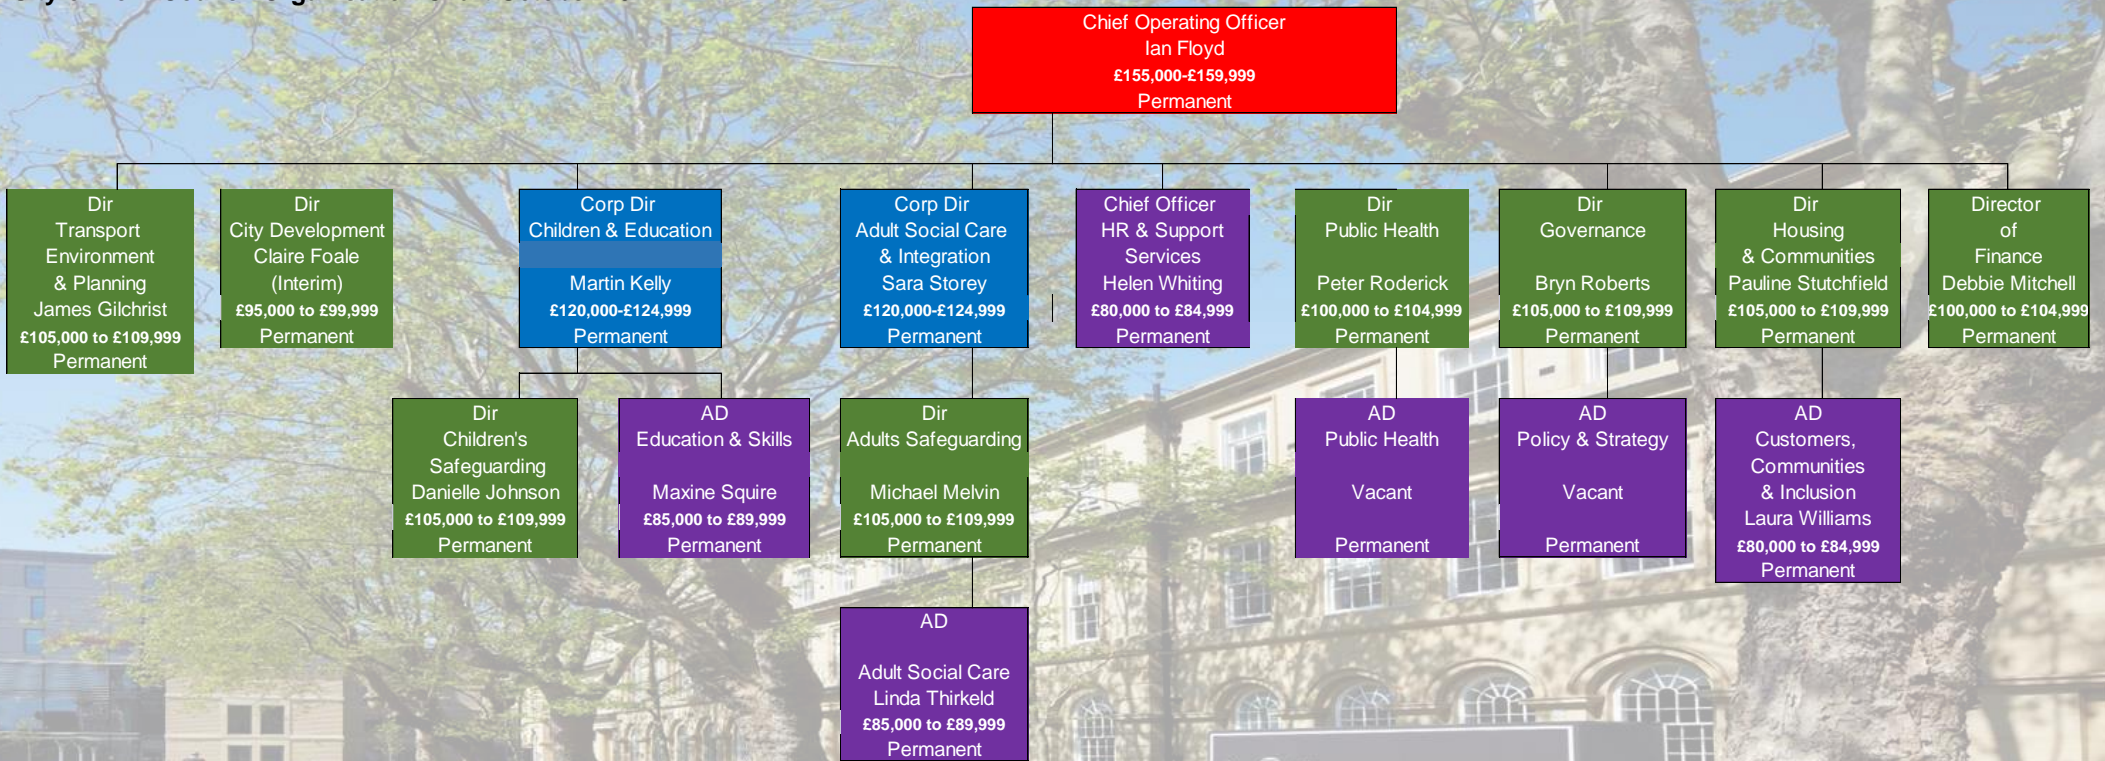 Chief Operating Officer
Ian Floyd
£155,000-£159,999
Permanent
Dir
Transport
Environment
& Planning
James Gilchrist
£105,000 to £109,999
Permanent
Dir
City Development
Claire Foale
(Interim)
£95,000 to £99,999
Permanent
Corp Dir
Children & Education
Martin Kelly
£120,000-£124,999
Permanent
Corp Dir
Adult Social Care
& Integration
Sara Storey
£120,000-£124,999
Permanent
Chief Officer
HR & Support
Services
Helen Whiting
£80,000 to £84,999
Permanent
Dir
Public Health
Peter Roderick
£100,000 to £104,999
Permanent
Dir
Governance
Bryn Roberts
£105,000 to £109,999
Permanent
Dir
Housing
& Communities
Pauline Stutchfield
£105,000 to £109,999
Permanent
Director
of
Finance
Debbie Mitchell
£100,000 to £104,999
Permanent
Dir
Children's
Safeguarding
Danielle Johnson
£105,000 to £109,999
Permanent
AD
Education & Skills
Maxine Squire
£85,000 to £89,999
Permanent
Dir
Adults Safeguarding
Michael Melvin
£105,000 to £109,999
Permanent
AD
Public Health
Vacant
Permanent
AD
Policy & Strategy
Vacant
Permanent
AD
Customers,
Communities
& Inclusion
Laura Williams
£80,000 to £84,999
Permanent
AD
Adult Social Care
Linda Thirkeld
£85,000 to £89,999
Permanent